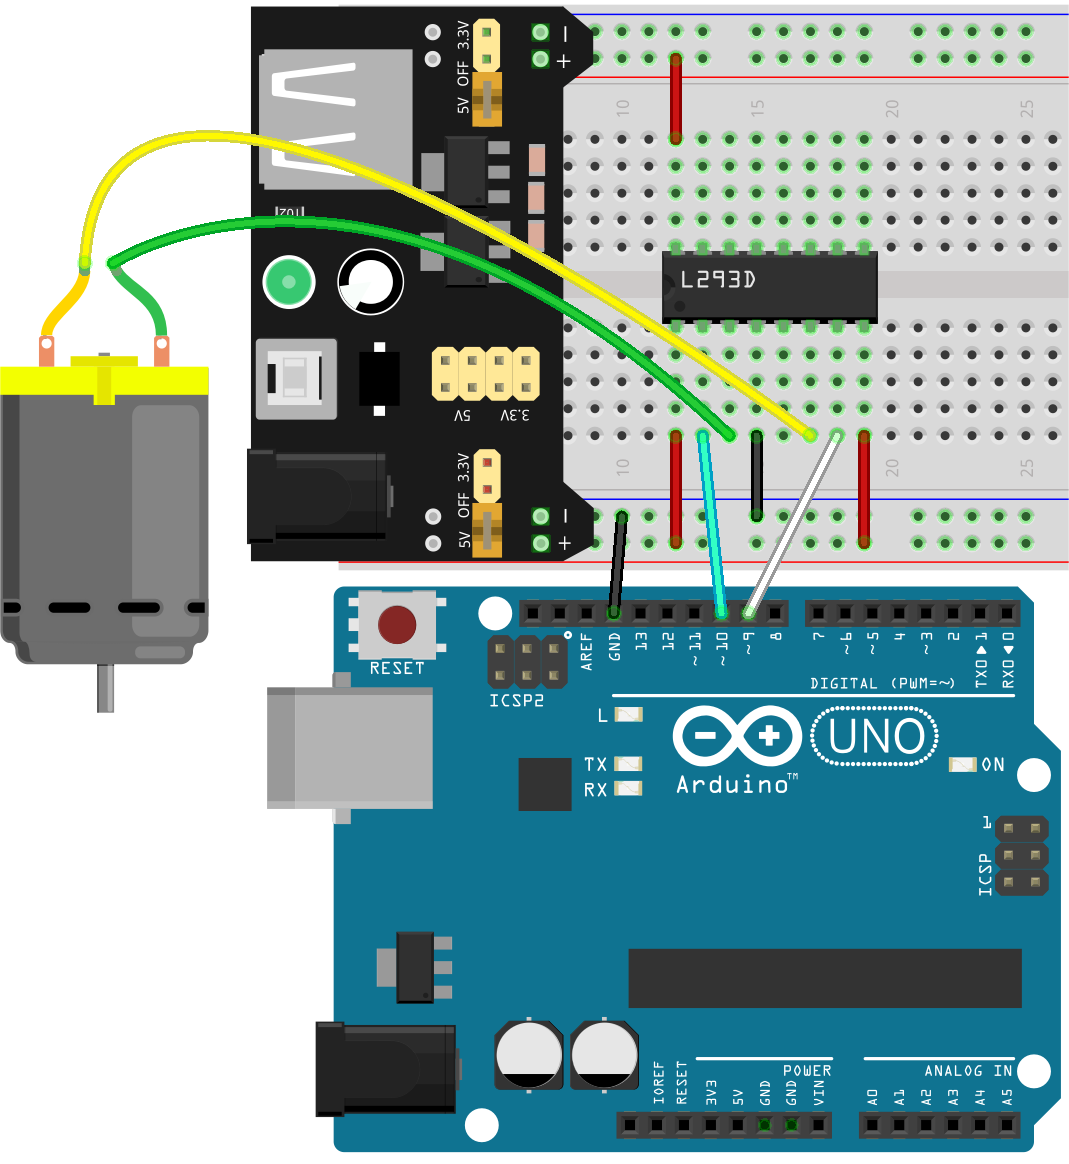 3.3V
OFF
5V
−
+
10
15
20
25
L293D
5V
3.3V
10
20
25
3.3V
OFF
5V
−
+
RESET
ICSP2
AREF
GND
13
12
~11
~10
~9
8
7
~6
~5
4
~3
2
TX0▶1
RX0◀0
DIGITAL (PWM=~)
L
TX
RX
Arduino™
UNO
ON
1
ICSP
IOREF
RESET
3V3
5V
GND
GND
VIN
POWER
ANALOG IN
A0
A1
A2
A3
A4
A5